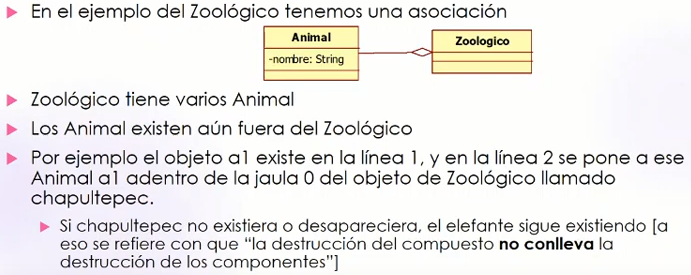 En el ejemplo del Zoológico tenemos una asociación
Animal
-nombre: String
Zoologico
Zoológico tiene varios Animal
Los Animal existen aún fuera del Zoológico
Por ejemplo el objeto a1 existe en la línea 1, y en la línea 2 se pone a ese
Animal a1 adentro de la jaula 0 del objeto de Zoológico llamado
chapultepec.
Si chapultepec no existiera o desapareciera, el elefante sigue existiendo [a
eso se refiere con que “la destrucción del compuesto no conlleva la
destrucción de los componentes”]